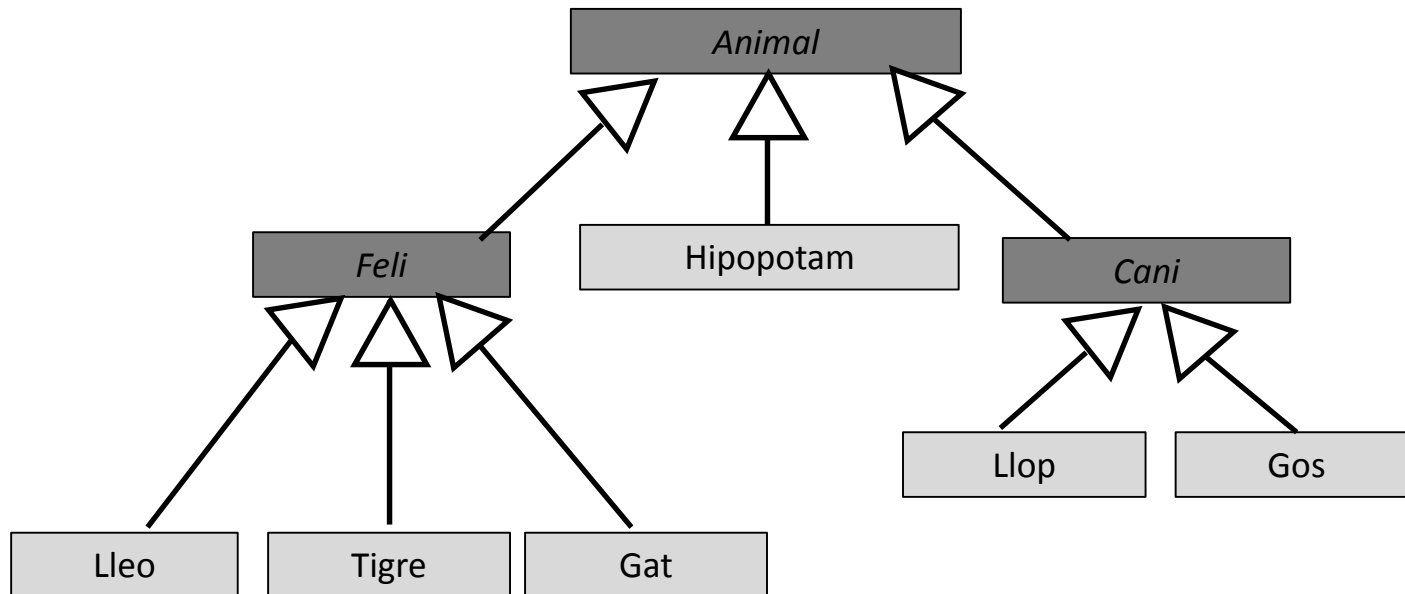 Animal
Feli
Hipopotam
Cani
Llop
Gos
Lleo
Tigre
Gat